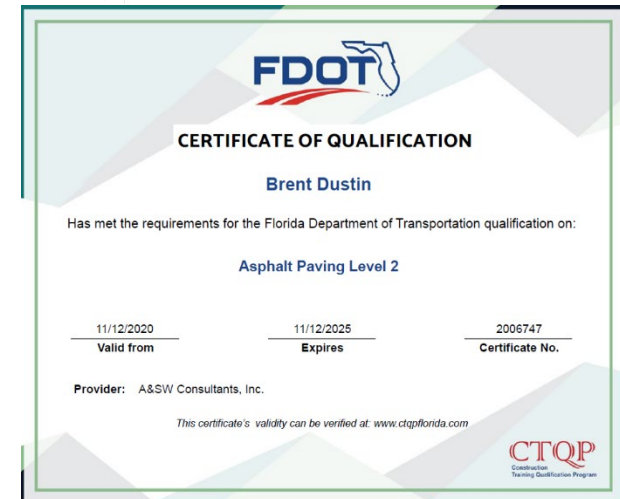 FDOT
CERTIFICATE OF QUALIFICATION
Brent Dustin
Has met the requirements for the Florida Department of Transportation qualification on:
Asphalt Paving Level 2
11/12/2020 11/12/2025 2006747
Valid from Expires Certificate No.
Provider: A&SW Consultants, Inc.
This certificate's validity can be verified at: www.ctqpflorida.com
CTQP
Construction
Training Qualification Program